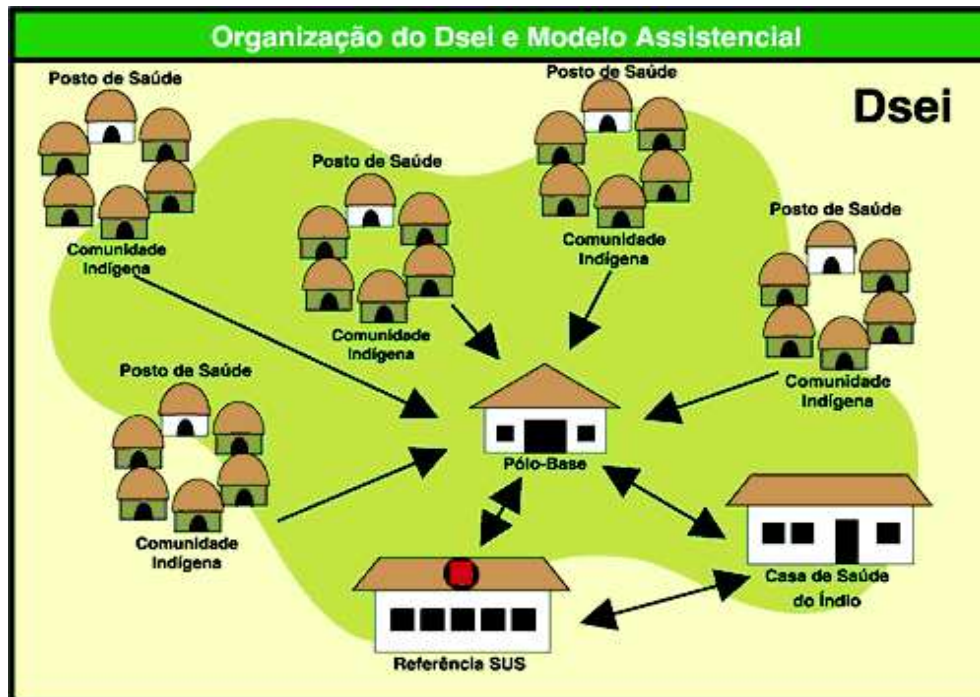 Organização do Dsei e Modelo Assistencial
Posto de Saúde
Comunidade
Indígena
Posto de Saúde
Comunidade
Indígena
Posto de Saúde
Comunidade
Indígena
Dsei
Posto de Saúde
Comunidade
Indígena
Posto de Saúde
Comunidade
Indígena
Pólo-Base
Casa de Saúde
do Índio
Referência SUS